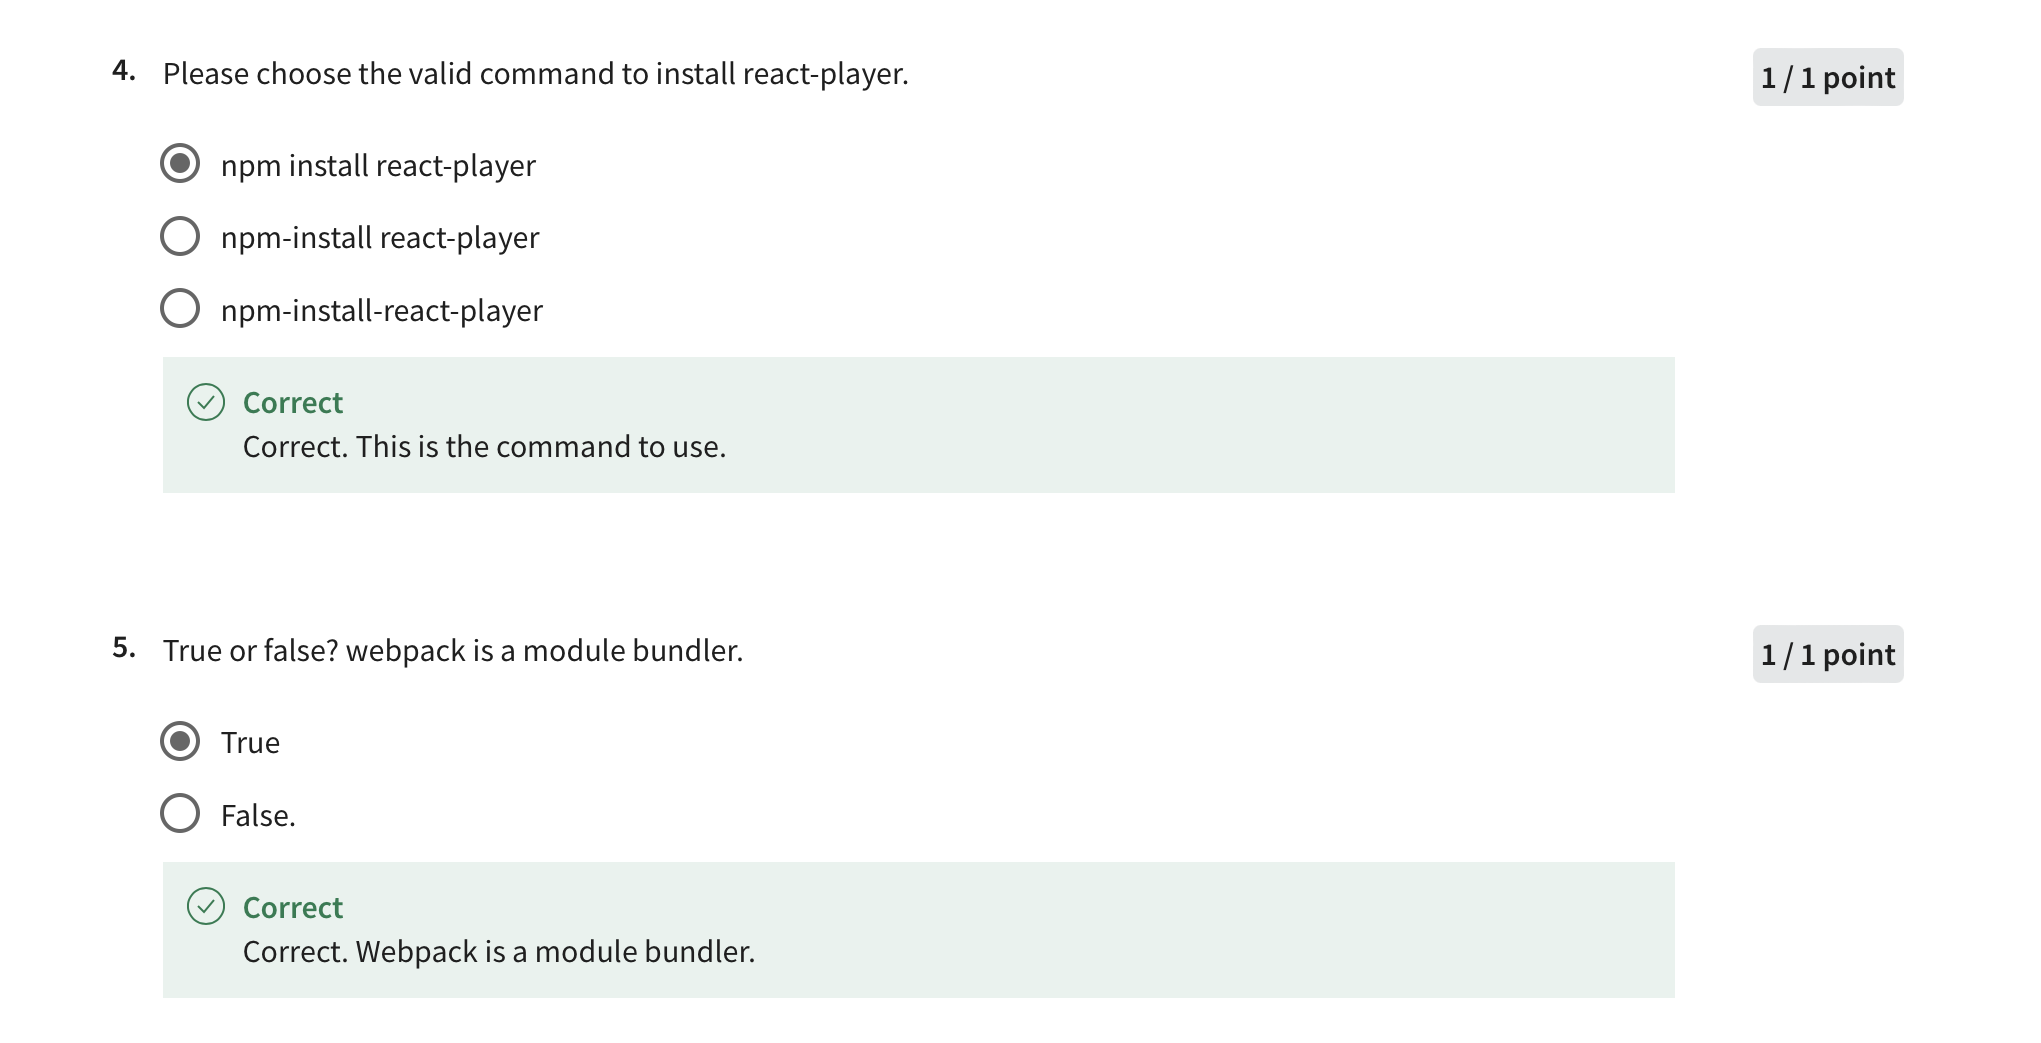 4. Please choose the valid command to install react-player.
1 / 1 point
npm install react-player
npm-install react-player
npm-install-react-player
Correct
Correct. This is the command to use.
5. True or false? webpack is a module bundler.
1 / 1 point
True
False.
Correct
Correct. Webpack is a module bundler.